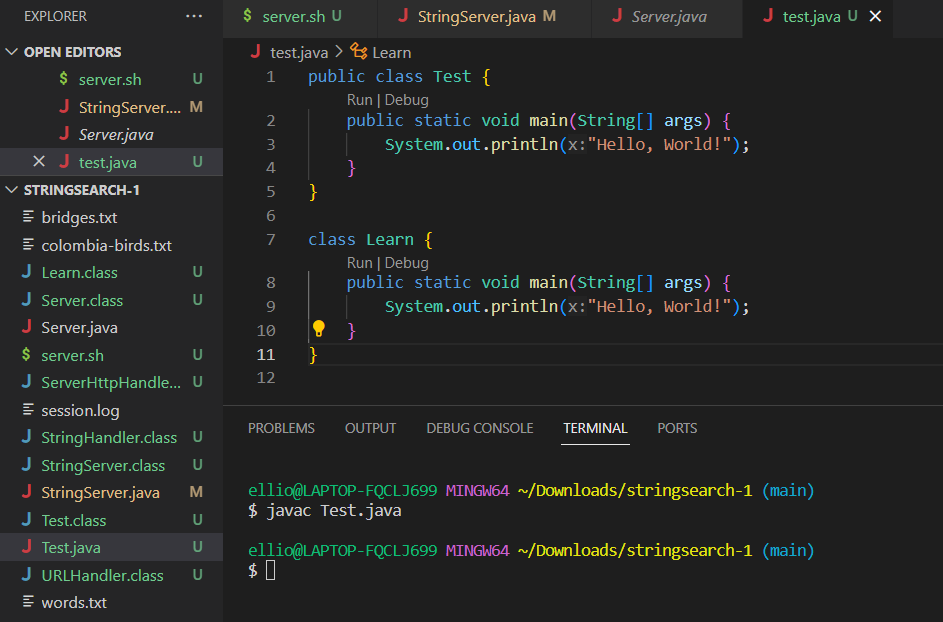 EXPLORER ...
OPEN EDITORS
$ server.sh U
J StringServer.... M
J Server.java
J test.java U
STRINGSEARCH-1
bridges.txt
colombia-birds.txt
J Learn.class U
J Server.class U
J Server.java
$ server.sh U
J ServerHttpHandle... U
session.log
J StringHandler.class U
J StringServer.class U
J StringServer.java M
J Test.class U
J Test.java U
J URLHandler.class U
words.txt
$ server.sh U J StringServer.java M J Server.java J test.java U
J test.java > Learn
1 public class Test {
Run | Debug
2 public static void main(String[] args) {
3 System.out.println(x:"Hello, World!");
4 }
5 }
6
7 class Learn {
Run | Debug
8 public static void main(String[] args) {
9 System.out.println(x:"Hello, World!");
10 }
11 }
12
PROBLEMS OUTPUT DEBUG CONSOLE TERMINAL PORTS
ellio@LAPTOP-FQCLJ699 MINGW64 ~/Downloads/stringsearch-1 (main)
$ javac Test.java
ellio@LAPTOP-FQCLJ699 MINGW64 ~/Downloads/stringsearch-1 (main)
$